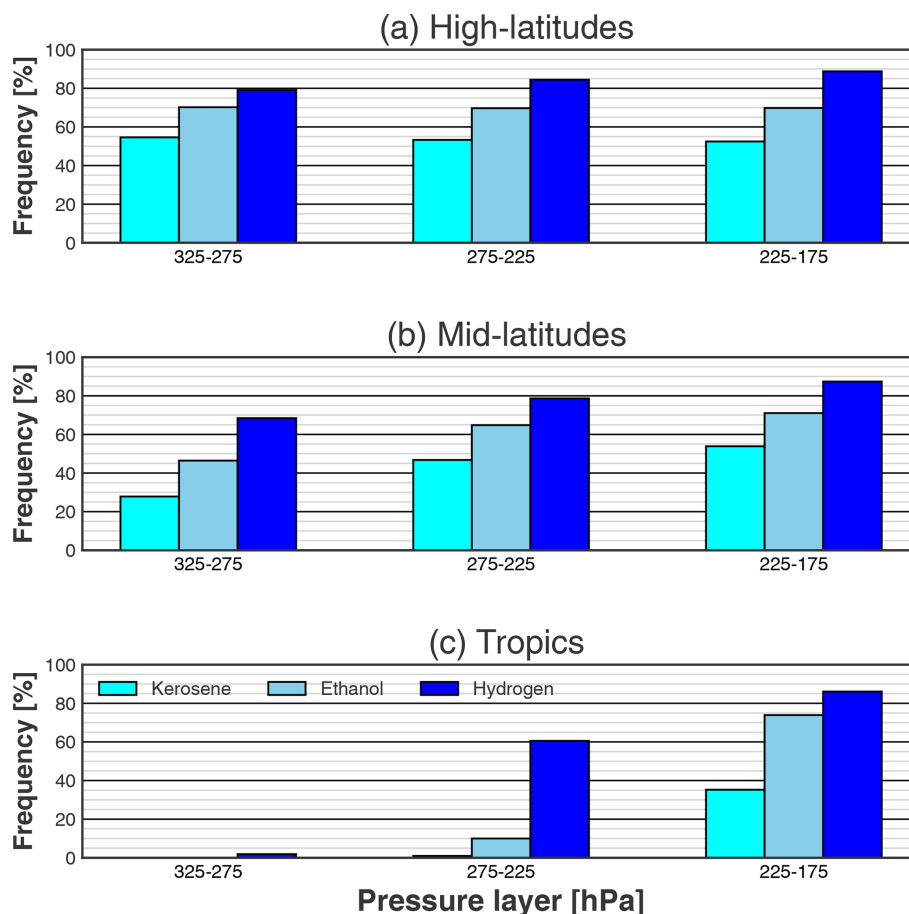 (a) High-latitudes
Frequency [%]
100
80
60
40
20
0
325-275 275-225 225-175
(b) Mid-latitudes
Frequency [%]
100
80
60
40
20
0
325-275 275-225 225-175
(c) Tropics
Frequency [%]
100
Kerosene Ethanol Hydrogen
80
60
40
20
0
325-275 275-225 225-175
Pressure layer [hPa]